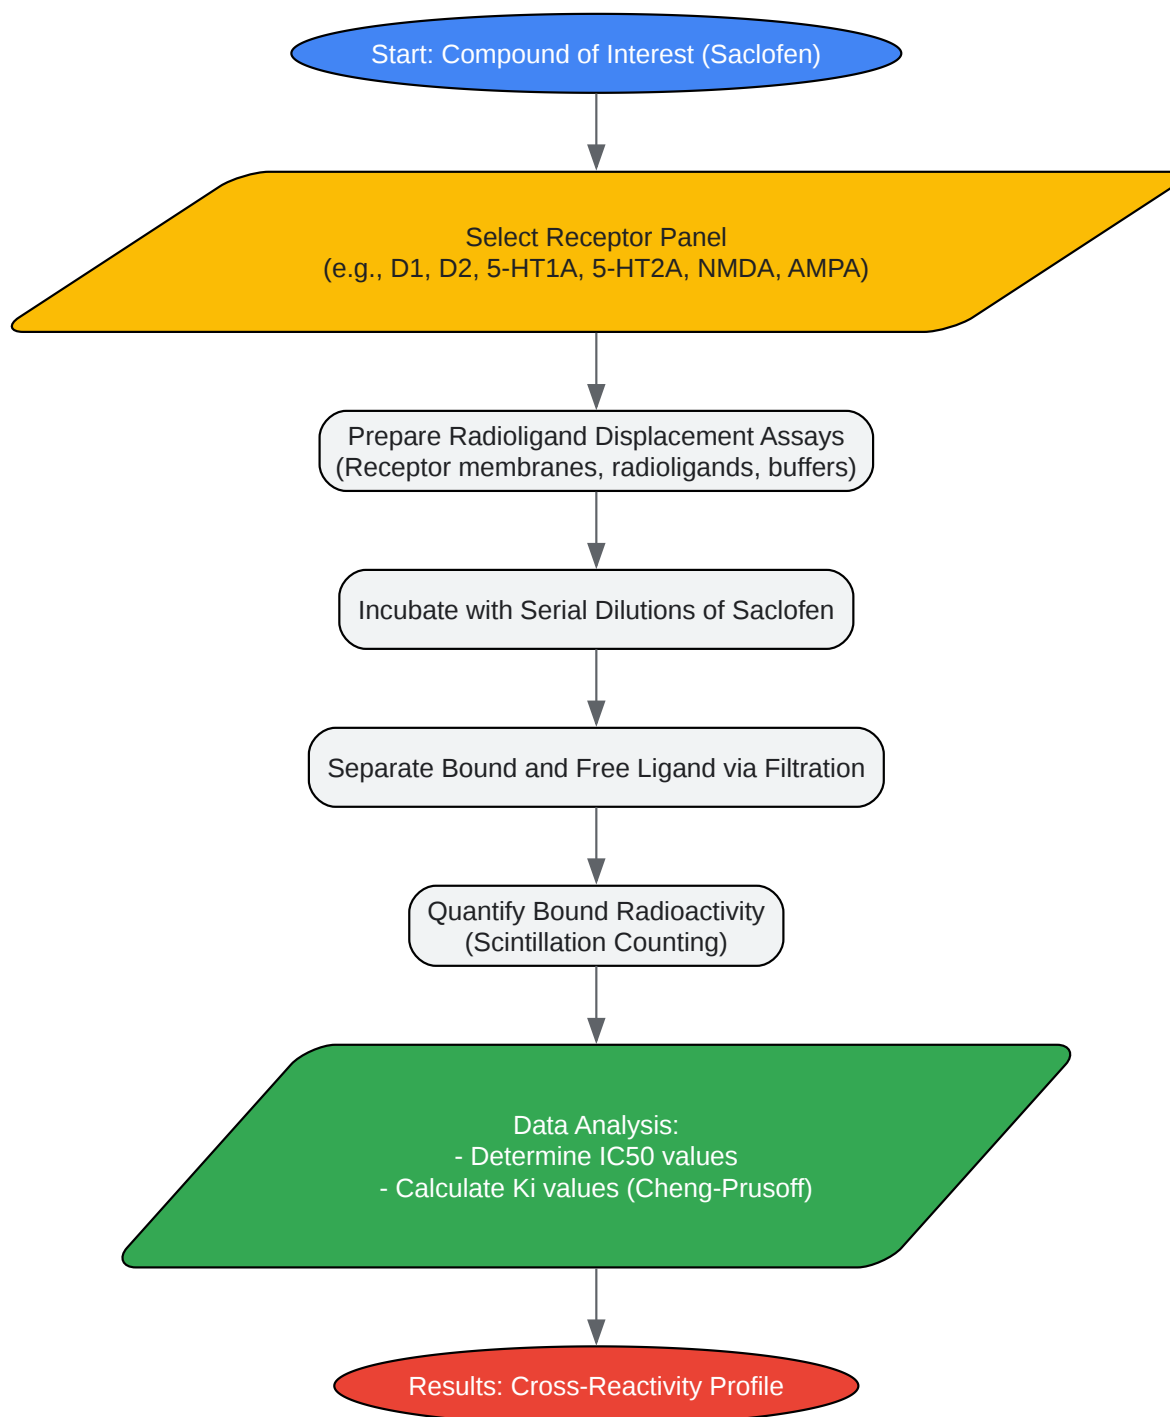 Start: Compound of Interest (Saclofen)
Select Receptor Panel
(e.g., D1, D2, 5-HT1A, 5-HT2A, NMDA, AMPA)
Prepare Radioligand Displacement Assays
(Receptor membranes, radioligands, buffers)
Incubate with Serial Dilutions of Saclofen
Separate Bound and Free Ligand via Filtration
Quantify Bound Radioactivity
(Scintillation Counting)
Data Analysis:
- Determine IC50 values
- Calculate Ki values (Cheng-Prusoff)
Results: Cross-Reactivity Profile